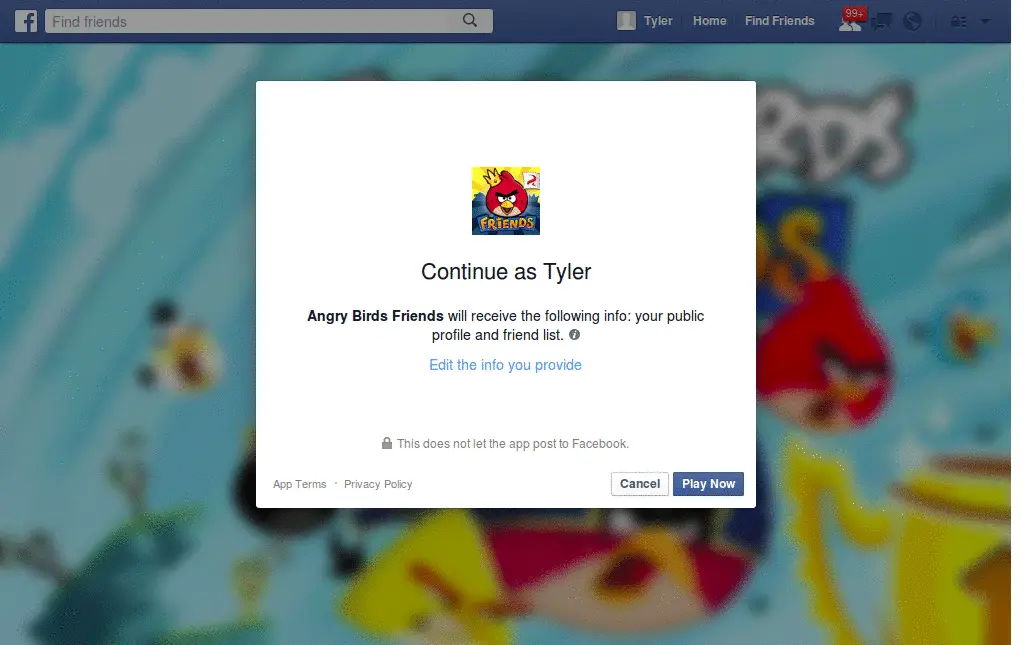 Find friends
Tyler
Home
Find Friends
99+
FRIENDS
Continue as Tyler
Angry Birds Friends will receive the following info: your public
profile and friend list.
Edit the info you provide
This does not let the app post to Facebook.
App Terms · Privacy Policy
Cancel
Play Now